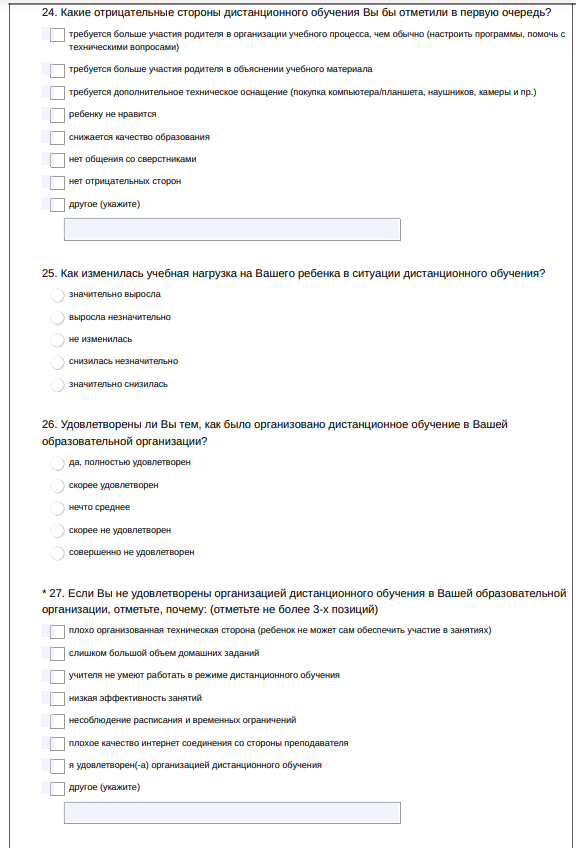 24. Какие отрицательные стороны дистанционного обучения Вы бы отметили в первую очередь?
требуется больше участия родителя в организации учебного процесса, чем обычно (настроить программы, помочь с
техническими вопросами)
требуется больше участия родителя в объяснении учебного материала
требуется дополнительное техническое оснащение (покупка компьютера/планшета, наушников, камеры и пр.)
ребенку не нравится
снижается качество образования
нет общения со сверстниками
нет отрицательных сторон
другое (укажите)
25. Как изменилась учебная нагрузка на Вашего ребенка в ситуации дистанционного обучения?
значительно выросла
выросла незначительно
не изменилась
снизилась незначительно
значительно снизилась
26. Удовлетворены ли Вы тем, как было организовано дистанционное обучение в Вашей
образовательной организации?
да, полностью удовлетворен
скорее удовлетворен
нечто среднее
скорее не удовлетворен
совершенно не удовлетворен
* 27. Если Вы не удовлетворены организацией дистанционного обучения в Вашей образовательной
организации, отметьте, почему: (отметьте не более 3-х позиций)
плохо организованная техническая сторона (ребенок не может сам обеспечить участие в занятиях)
слишком большой объем домашних заданий
учителя не умеют работать в режиме дистанционного обучения
низкая эффективность занятий
несоблюдение расписания и временных ограничений
плохое качество интернет соединения со стороны преподавателя
я удовлетворен(-а) организацией дистанционного обучения
другое (укажите)